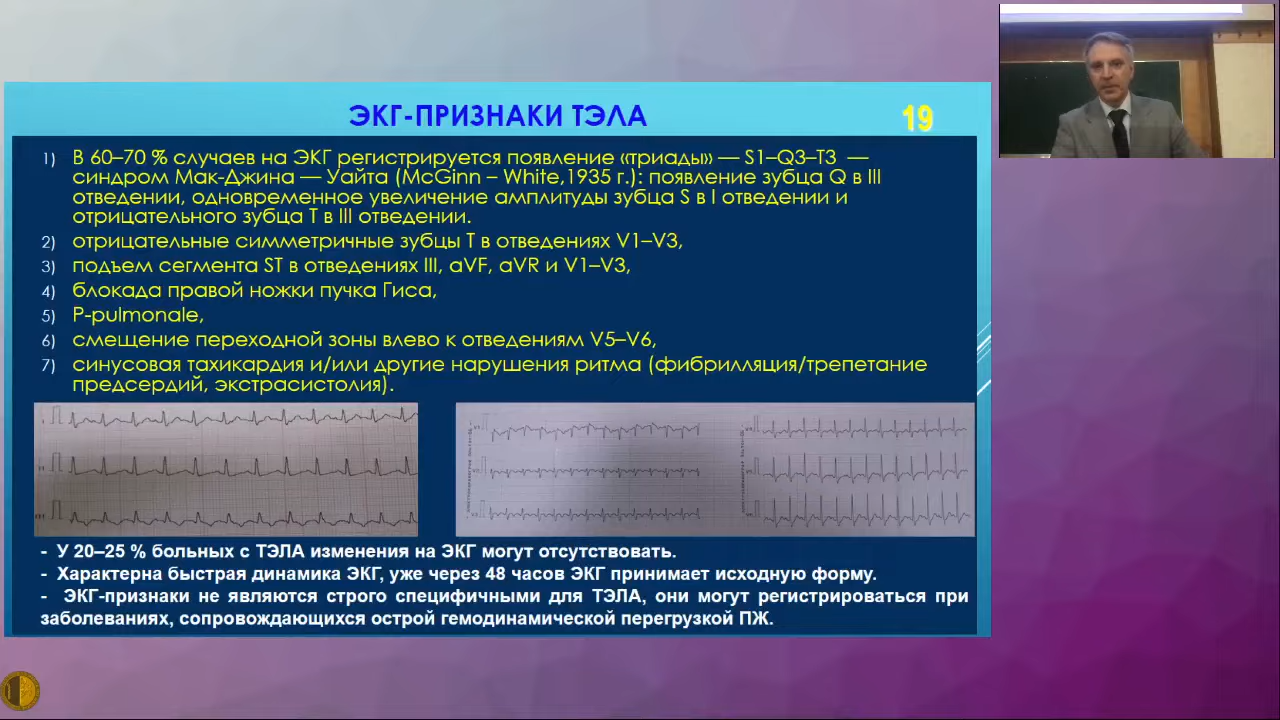 ЭКГ-ПРИЗНАКИ ТЭЛА
19
1) В 60–70 % случаев на ЭКГ регистрируется появление «триады» — S1–Q3–T3 —
синдром Мак-Джина — Уайта (McGinn – White,1935 г.): появление зубца Q в III
отведении, одновременное увеличение амплитуды зубца S в I отведении и
отрицательного зубца T в III отведении.
2) отрицательные симметричные зубцы T в отведениях V1–V3,
3) подъем сегмента ST в отведениях III, aVF, aVR и V1–V3,
4) блокада правой ножки пучка Гиса,
5) P-pulmonale,
6) смещение переходной зоны влево к отведениям V5–V6,
7) синусовая тахикардия и/или другие нарушения ритма (фибрилляция/трепетание
предсердий, экстрасистолия).
- У 20–25 % больных с ТЭЛА изменения на ЭКГ могут отсутствовать.
- Характерна быстрая динамика ЭКГ, уже через 48 часов ЭКГ принимает исходную форму.
- ЭКГ-признаки не являются строго специфичными для ТЭЛА, они могут регистрироваться при
заболеваниях, сопровождающихся острой гемодинамической перегрузкой ПЖ.